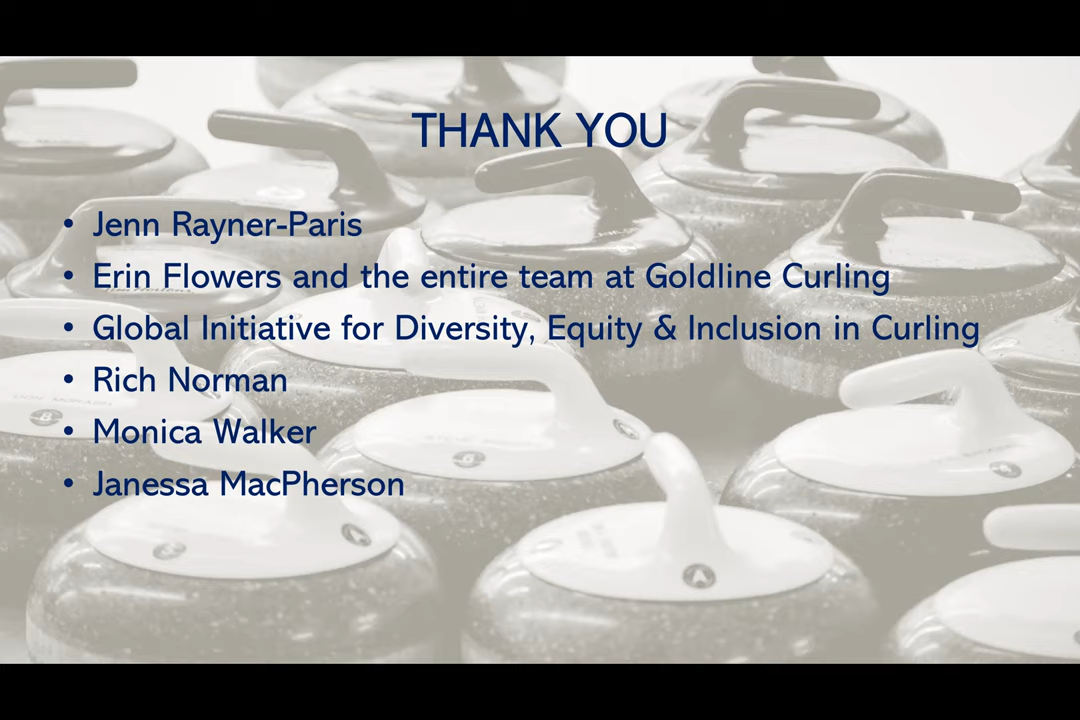 THANK YOU
• Jenn Rayner-Paris
• Erin Flowers and the entire team at Goldline Curling
• Global Initiative for Diversity, Equity & Inclusion in Curling
• Rich Norman
• Monica Walker
• Janessa MacPherson
A
A